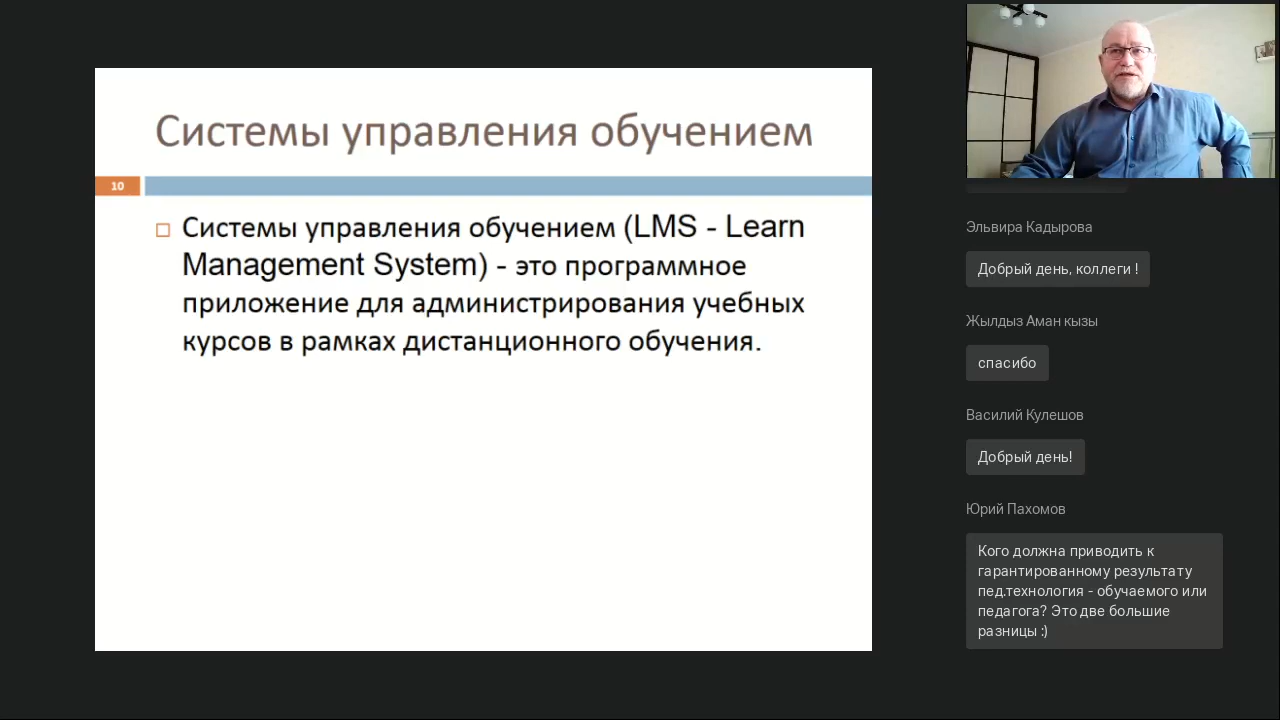 Системы управления обучением
10
Системы управления обучением (LMS - Learn
Management System) - это программное
приложение для администрирования учебных
курсов в рамках дистанционного обучения.
Эльвира Кадырова
Добрый день, коллеги !
Жылдыз Аман кызы
спасибо
Василий Кулешов
Добрый день!
Юрий Пахомов
Кого должна приводить к
гарантированному результату
пед.технология - обучаемого или
педагога? Это две большие
разницы :)